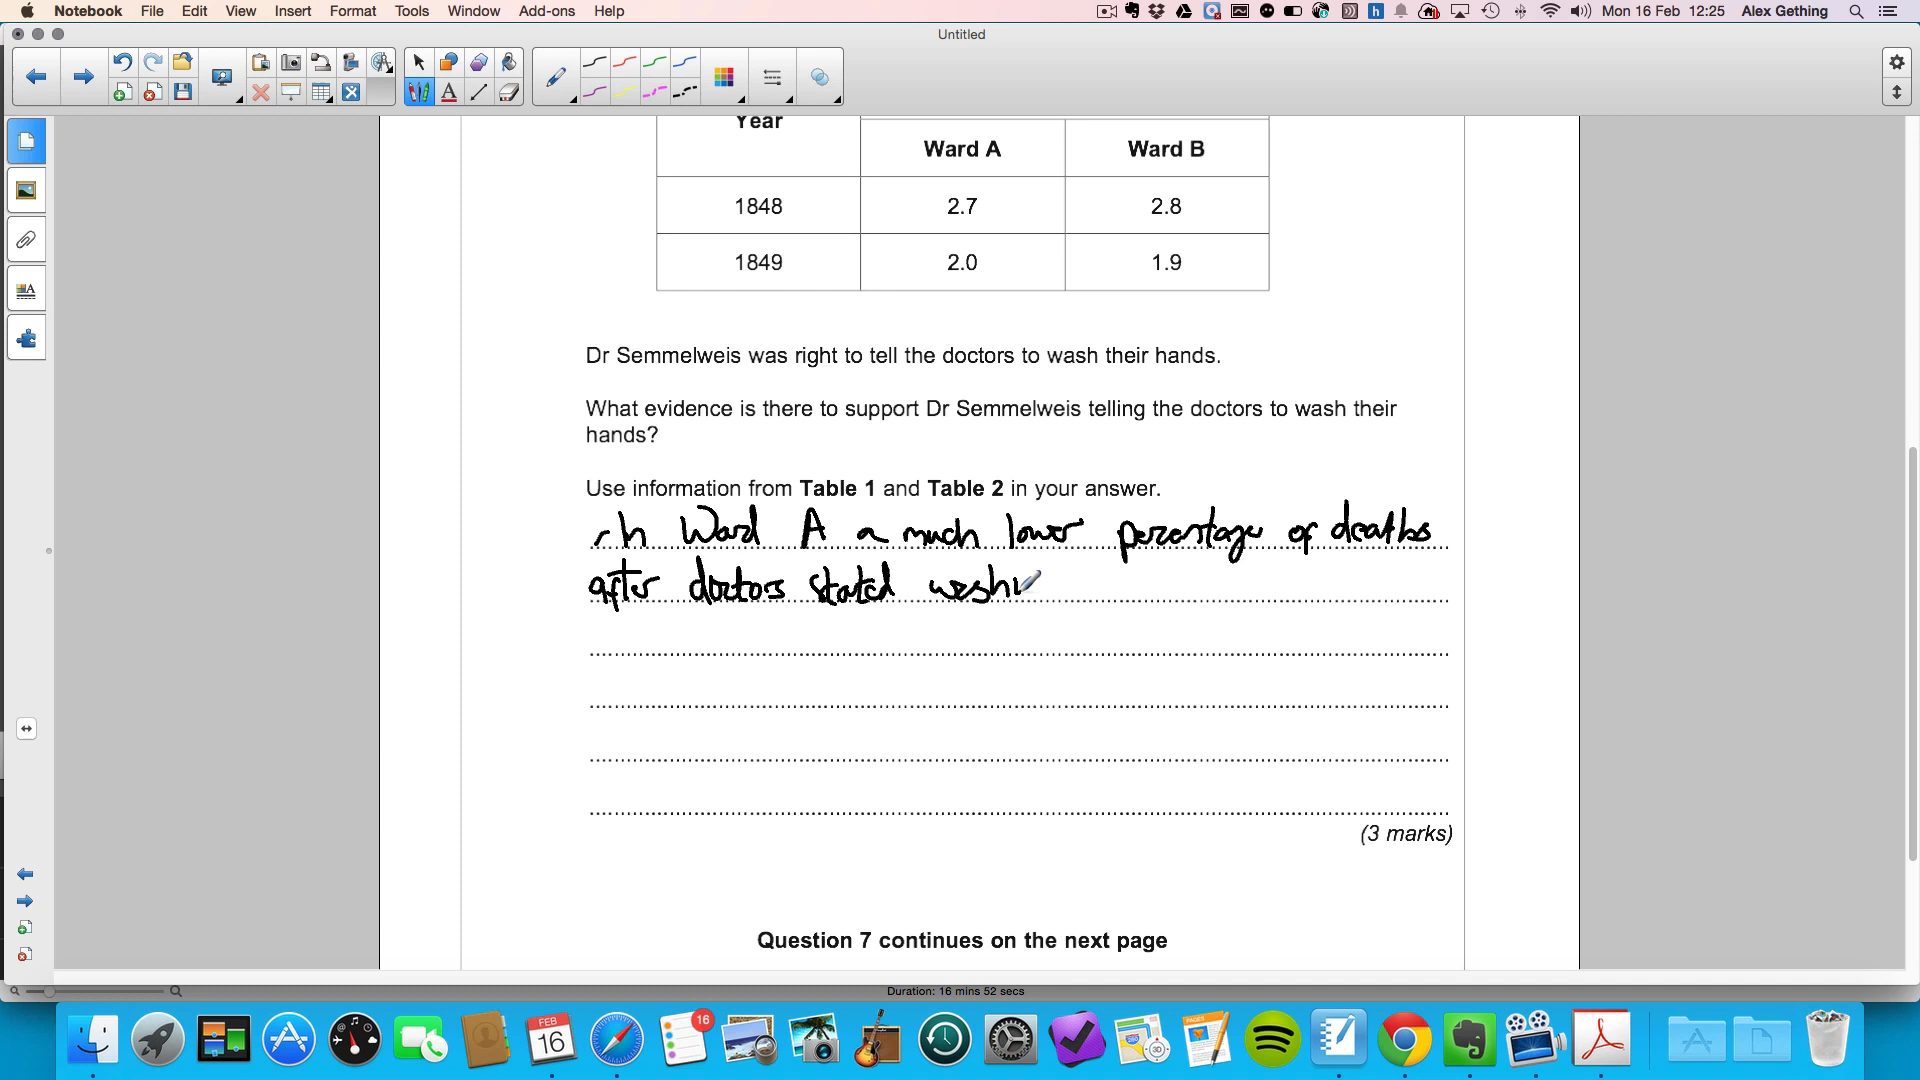 Notebook File Edit View Insert Format Tools Window Add-ons Help Mon 16 Feb 12:25 Alex Gething
Untitled
Year
Ward A Ward B
1848 2.7 2.8
1849 2.0 1.9
Dr Semmelweis was right to tell the doctors to wash their hands.
What evidence is there to support Dr Semmelweis telling the doctors to wash their
hands?
Use information from Table 1 and Table 2 in your answer.
Ward A a much lower percentage of deaths
after doctors started washi
(3 marks)
Question 7 continues on the next page
Duration: 16 mins 52 secs
16
FEB
16